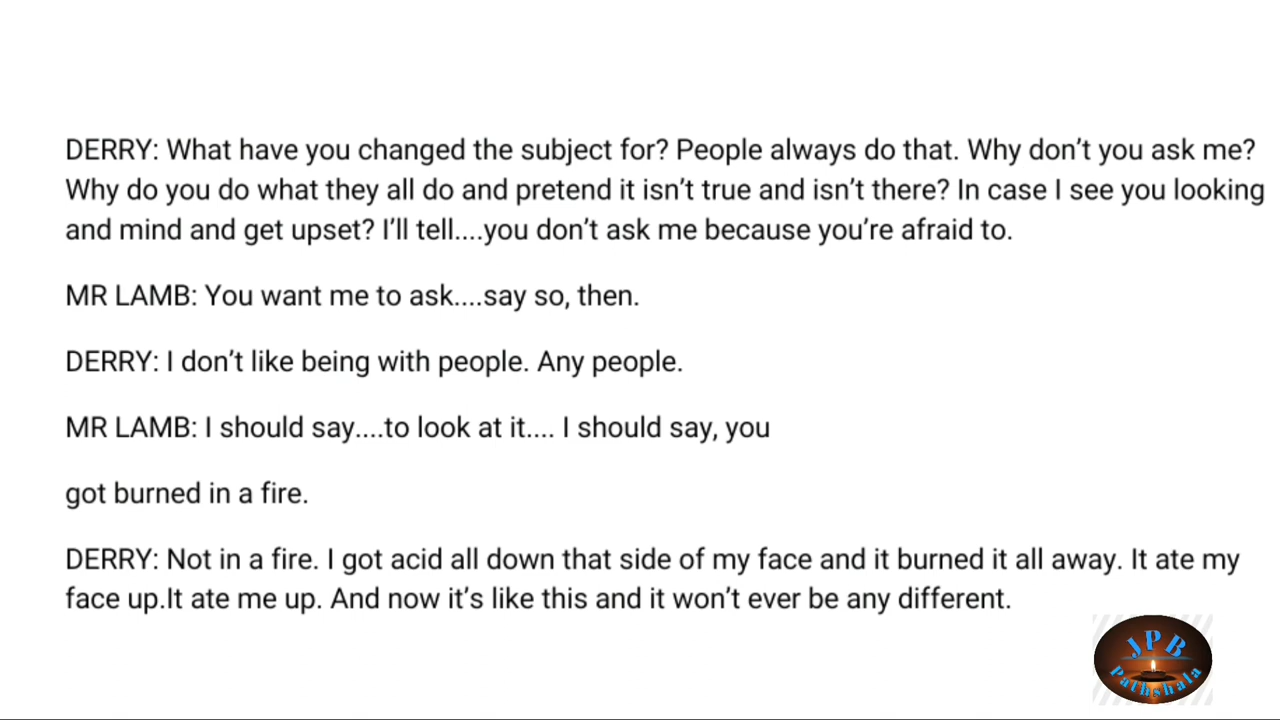 DERRY: What have you changed the subject for? People always do that. Why don’t you ask me?
Why do you do what they all do and pretend it isn’t true and isn’t there? In case I see you looking
and mind and get upset? I’ll tell....you don’t ask me because you’re afraid to.
MR LAMB: You want me to ask....say so, then.
DERRY: I don’t like being with people. Any people.
MR LAMB: I should say....to look at it.... I should say, you
got burned in a fire.
DERRY: Not in a fire. I got acid all down that side of my face and it burned it all away. It ate my
face up.It ate me up. And now it’s like this and it won’t ever be any different.
JPB
Pathshala